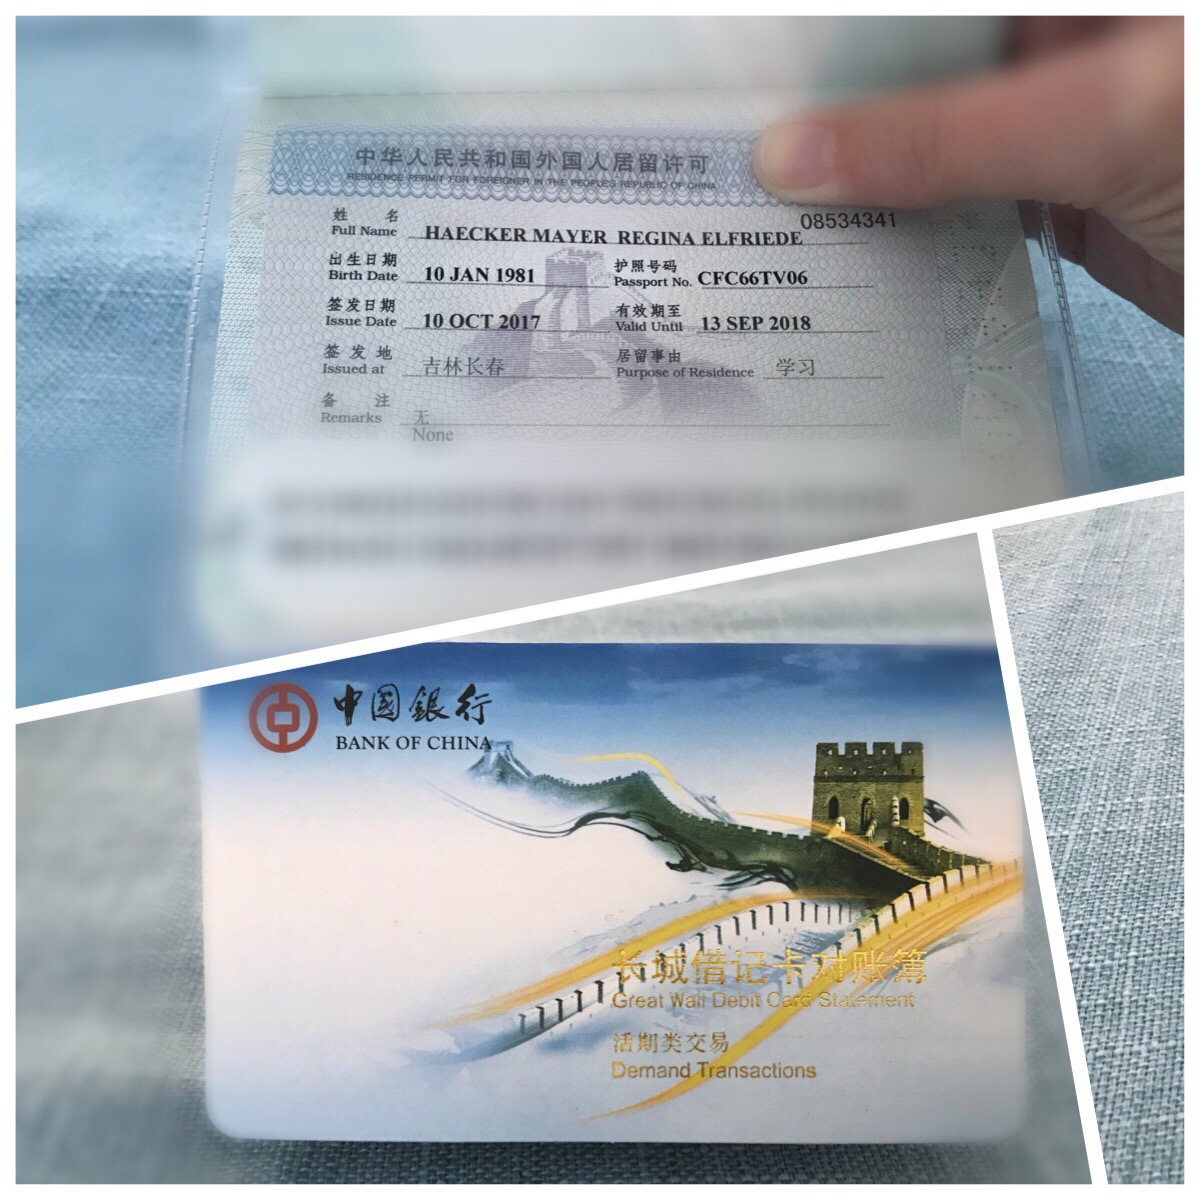 中华人民共和国外国人居留许可
RESIDENCE PERMIT FOR FOREIGNER IN THE PEOPLE'S REPUBLIC OF CHINA
08534341
姓 名
Full Name HAECKER MAYER REGINA ELFRIEDE
出生日期 护照号码
Birth Date 10 JAN 1981 Passport No. CFC66TV06
签发日期 有效期至
Issue Date 10 OCT 2017 Valid Until 13 SEP 2018
签发地 居留事由
Issued at 吉林长春 Purpose of Residence 学习
备 注
Remarks 无
None
中国銀行
BANK OF CHINA
长城借记卡对账簿
Great Wall Debit Card Statement
活期类交易
Demand Transactions